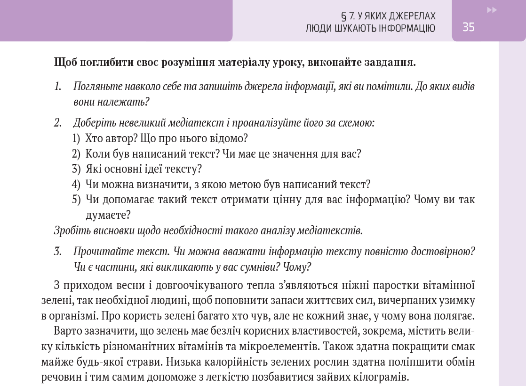 § 7. У ЯКИХ ДЖЕРЕЛАХ
ЛЮДИ ШУКАЮТЬ ІНФОРМАЦІЮ
35
Щоб поглибити своє розуміння матеріалу уроку, виконайте завдання.
1. Погляньте навколо себе та запишіть джерела інформації, які ви помітили. До яких видів
вони належать?
2. Доберіть невеликий медіатекст і проаналізуйте його за схемою:
1) Хто автор? Що про нього відомо?
2) Коли був написаний текст? Чи має це значення для вас?
3) Які основні ідеї тексту?
4) Чи можна визначити, з якою метою був написаний текст?
5) Чи допомагає такий текст отримати цінну для вас інформацію? Чому ви так
думаєте?
Зробіть висновки щодо необхідності такого аналізу медіатекстів.
3. Прочитайте текст. Чи можна вважати інформацію тексту повністю достовірною?
Чи є частини, які викликають у вас сумніви? Чому?
З приходом весни і довгоочікуваного тепла з’являються ніжні паростки вітамінної
зелені, так необхідної людині, щоб поповнити запаси життєвих сил, вичерпаних узимку
в організмі. Про користь зелені багато хто чув, але не кожний знає, у чому вона полягає.
Варто зазначити, що зелень має безліч корисних властивостей, зокрема, містить вели-
ку кількість різноманітних вітамінів та мікроелементів. Також здатна покращити смак
майже будь-якої страви. Низька калорійність зелених рослин здатна поліпшити обмін
речовин і тим самим допоможе з легкістю позбавитися зайвих кілограмів.